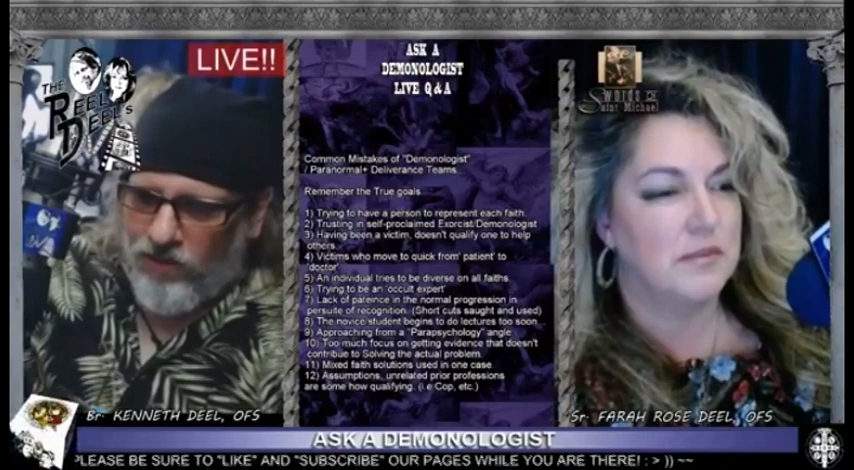 LIVE!!
THE
REEL
DEEL'S
ASK A
DEMONOLOGIST
LIVE Q&A
Common Mistakes of "Demonologist"
/ Paranormal+ Deliverance Teams...
Remember the True goals
1) Trying to have a person to represent each faith.
2) Trusting in self-proclaimed Exorcist/Demonologist
3) Having been a victim, doesn't qualify one to help
others...
4) Victims who move to quick from' patient' to
'doctor'
5) An individual tries to be diverse on all faiths.
6) Trying to be an 'occult expert'
7) Lack of pateince in the normal progression in
persuite of recognition. (Short cuts saught and used)
8) The novice student begins to do lectures too soon...
9) Approaching from a "Parapsychology" angle
10) Too much focus on getting evidence that doesn't
contribute to Solving the actual problem.
11) Mixed faith solutions used in one case.
12) Assumptions, unrelated prior professions
are some how qualifying. (i.e Cop, etc.)
Saint Michael
Br. KENNETH DEEL, OFS
Sr. FARAH ROSE DEEL, OFS
ASK A DEMONOLOGIST
PLEASE BE SURE TO "LIKE" AND "SUBSCRIBE" OUR PAGES WHILE YOU ARE THERE! : > )) ~~